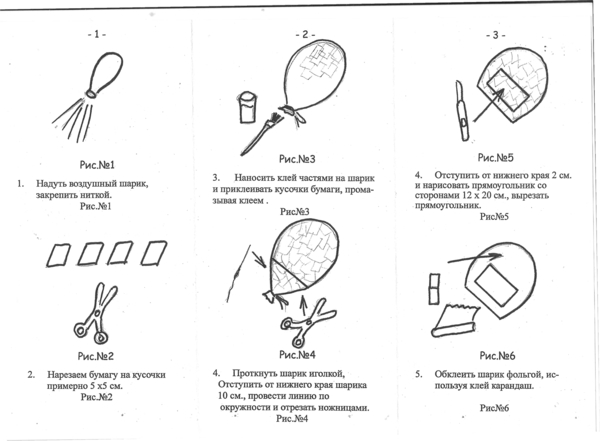 - 1 -
Рис.№1
1. Надуть воздушный шарик,
закрепить ниткой.
Рис.№1
Рис.№2
2. Нарезаем бумагу на кусочки
примерно 5 х5 см.
Рис.№2
- 2 -
Рис.№3
3. Наносить клей частями на шарик
и приклеивать кусочки бумаги, прома-
зывая клеем .
Рис№3
Рис.№4
4. Проткнуть шарик иголкой,
Отступить от нижнего края шарика
10 см., провести линию по
окружности и отрезать ножницами.
Рис.№4
- 3 -
Рис.№5
4. Отступить от нижнего края 2 см.
и нарисовать прямоугольник со
сторонами 12 х 20 см., вырезать
прямоугольник.
Рис№5
Рис.№6
5. Обклеить шарик фольгой, ис-
пользуя клей карандаш.
Рис№6